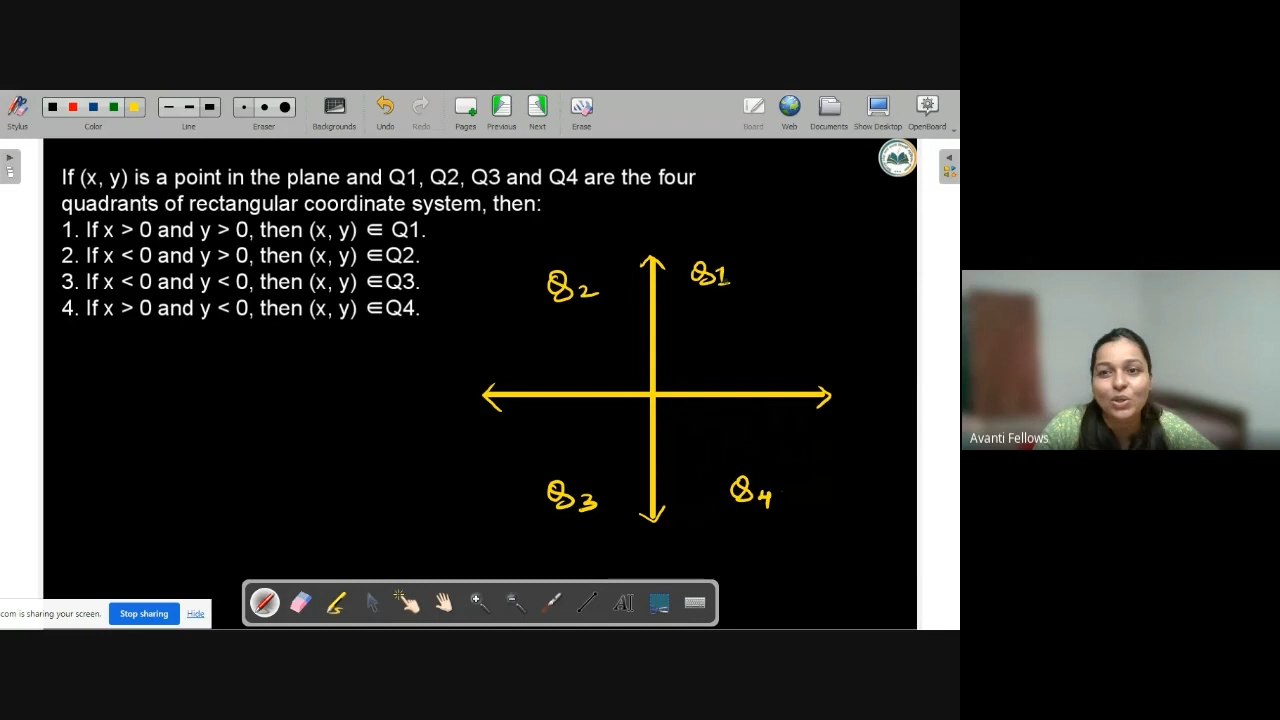 Stylus
Color
Line
Eraser
Backgrounds
Undo
Redo
Pages
Previous
Next
Erase
Board
Web
Documents
Show Desktop
OpenBoard
If (x, y) is a point in the plane and Q1, Q2, Q3 and Q4 are the four
quadrants of rectangular coordinate system, then:
1. If x > 0 and y > 0, then (x, y) ∈ Q1.
2. If x < 0 and y > 0, then (x, y) ∈Q2.
3. If x < 0 and y < 0, then (x, y) ∈Q3.
4. If x > 0 and y < 0, then (x, y) ∈Q4.
Q2
Q1
Q3
Q4
Avanti Fellows
com is sharing your screen.
Stop sharing
Hide
AI